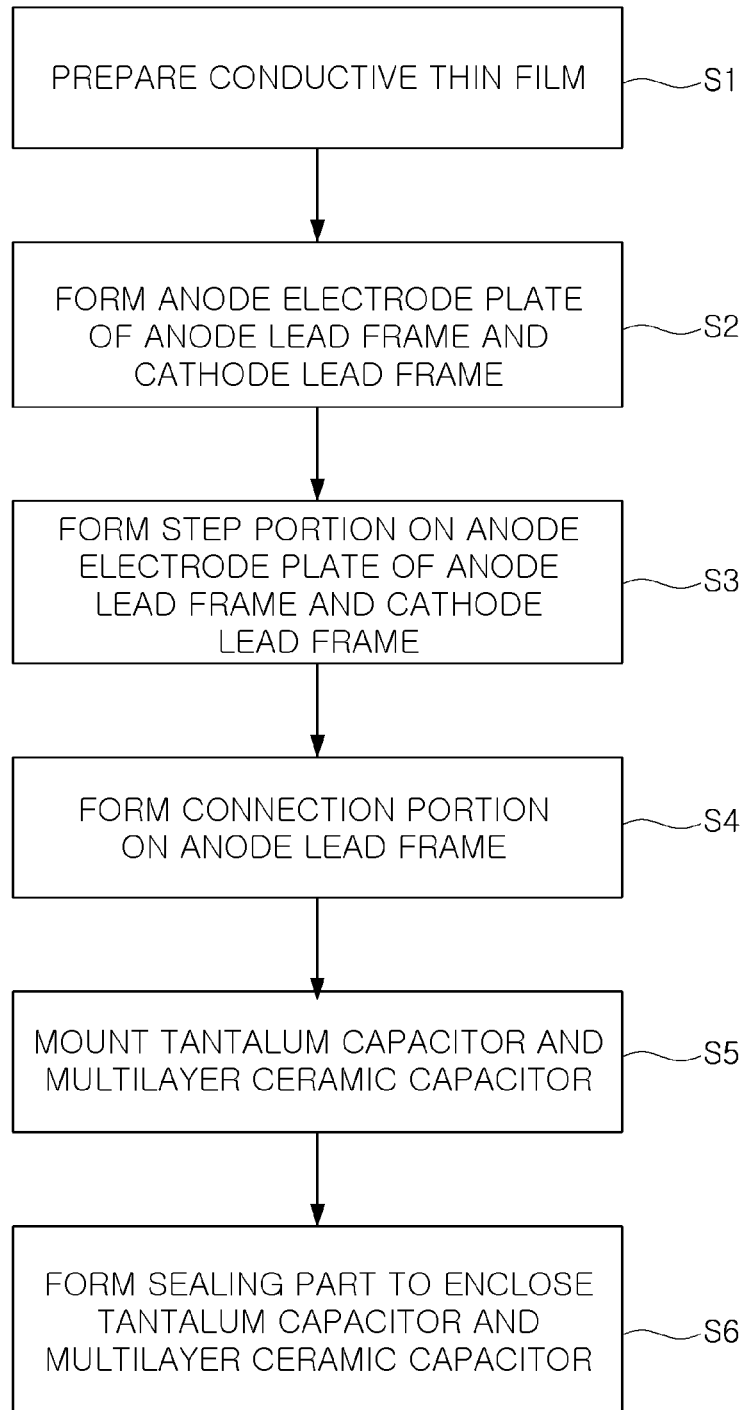 PREPARE CONDUCTIVE THIN FILM
S1
FORM ANODE ELECTRODE PLATE
OF ANODE LEAD FRAME AND
CATHODE LEAD FRAME
S2
FORM STEP PORTION ON ANODE
ELECTRODE PLATE OF ANODE
LEAD FRAME AND CATHODE
LEAD FRAME
S3
FORM CONNECTION PORTION
ON ANODE LEAD FRAME
S4
MOUNT TANTALUM CAPACITOR AND
MULTILAYER CERAMIC CAPACITOR
S5
FORM SEALING PART TO ENCLOSE
TANTALUM CAPACITOR AND
MULTILAYER CERAMIC CAPACITOR
S6